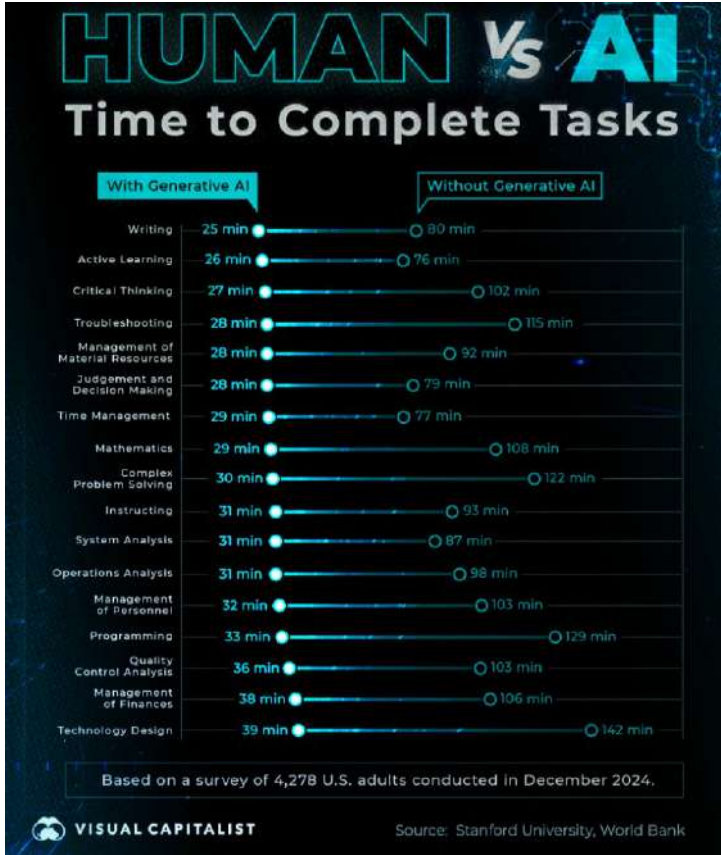 HUMAN VS AI
Time to Complete Tasks
With Generative AI Without Generative AI
Writing 25 min 80 min
Active Learning 26 min 76 min
Critical Thinking 27 min 102 min
Troubleshooting 28 min 115 min
Management of
Material Resources 28 min 92 min
Judgement and
Decision Making 28 min 79 min
Time Management 29 min 77 min
Mathematics 29 min 108 min
Complex
Problem Solving 30 min 122 min
Instructing 31 min 93 min
System Analysis 31 min 87 min
Operations Analysis 31 min 98 min
Management
of Personnel 32 min 103 min
Programming 33 min 129 min
Quality
Control Analysis 36 min 103 min
Management
of Finances 38 min 106 min
Technology Design 39 min 142 min
Based on a survey of 4,278 U.S. adults conducted in December 2024.
VISUAL CAPITALIST Source: Stanford University, World Bank